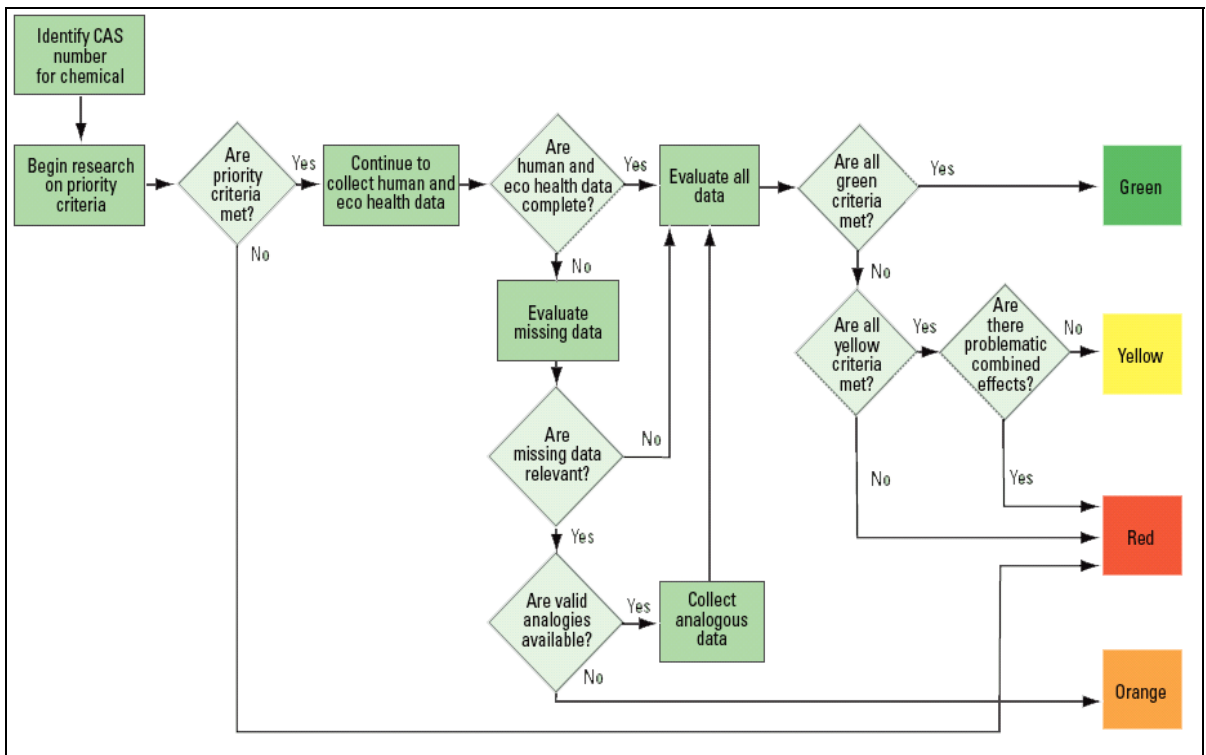 Identify CAS
number
for chemical
Begin research
on priority
criteria
Are
priority
criteria
met?
Yes
No
Continue to
collect human and
eco health data
Are
human and
eco health data
complete?
Yes
No
Evaluate
missing data
Are
missing data
relevant?
No
Yes
Are valid
analogies
available?
Yes
No
Collect
analogous
data
Evaluate all
data
Are all
green
criteria
met?
Yes
No
Are all
yellow
criteria
met?
Yes
No
Are
there
problematic
combined
effects?
No
Yes
Green
Yellow
Red
Orange